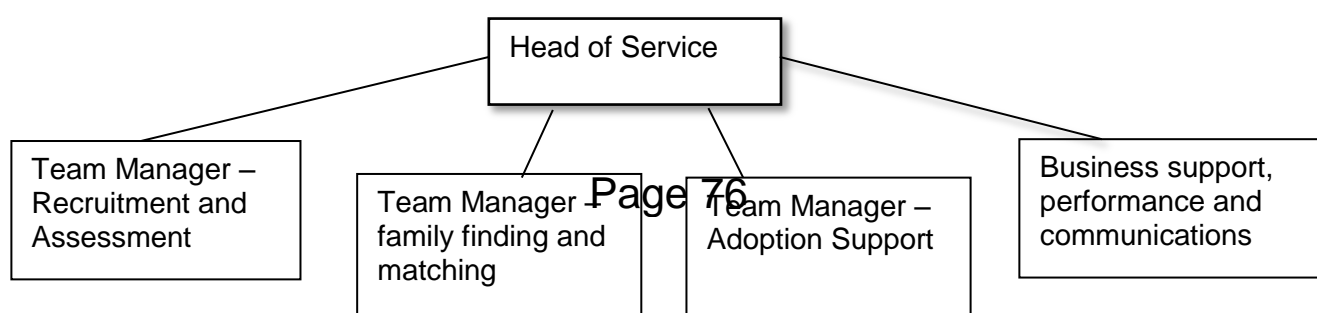 Head of Service
Team Manager –
Recruitment and
Assessment
Team Manager –
family finding and
matching
Page 76
Team Manager –
Adoption Support
Business support,
performance and
communications